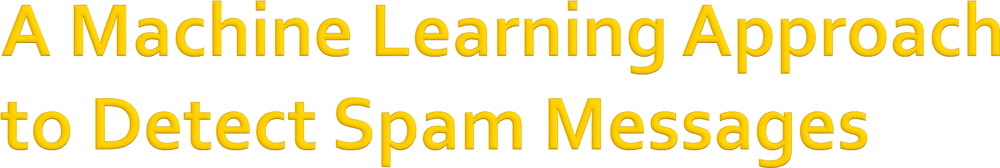 A Machine Learning Approach
to Detect Spam Messages